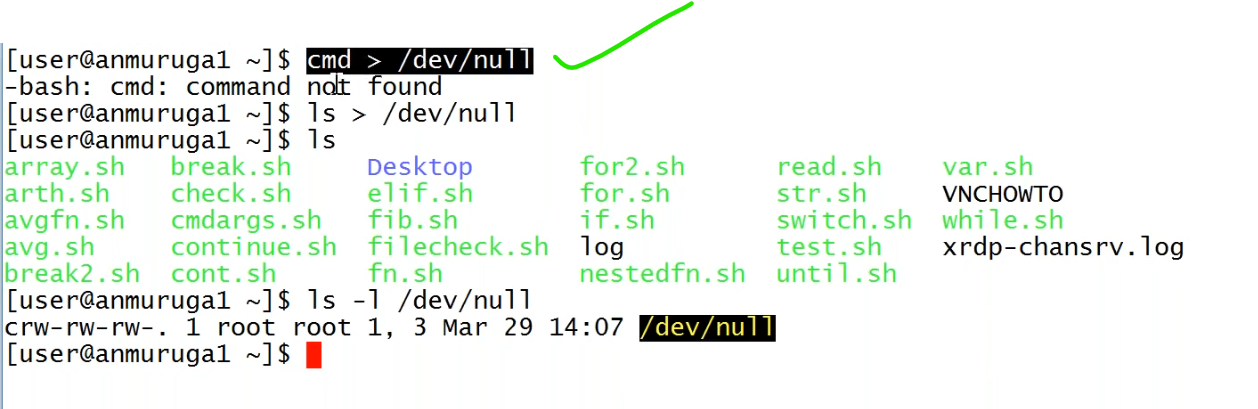 [user@anmuruga1 ~]$ cmd > /dev/null
-bash: cmd: command not found
[user@anmuruga1 ~]$ ls > /dev/null
[user@anmuruga1 ~]$ ls
array.sh break.sh Desktop for2.sh read.sh var.sh
arth.sh check.sh elif.sh for.sh str.sh VNCHOWTO
avgfn.sh cmdargs.sh fib.sh if.sh switch.sh while.sh
avg.sh continue.sh filecheck.sh log test.sh xrdp-chansrv.log
break2.sh cont.sh fn.sh nestedfn.sh until.sh
[user@anmuruga1 ~]$ ls -l /dev/null
crw-rw-rw-. 1 root root 1, 3 Mar 29 14:07 /dev/null
[user@anmuruga1 ~]$